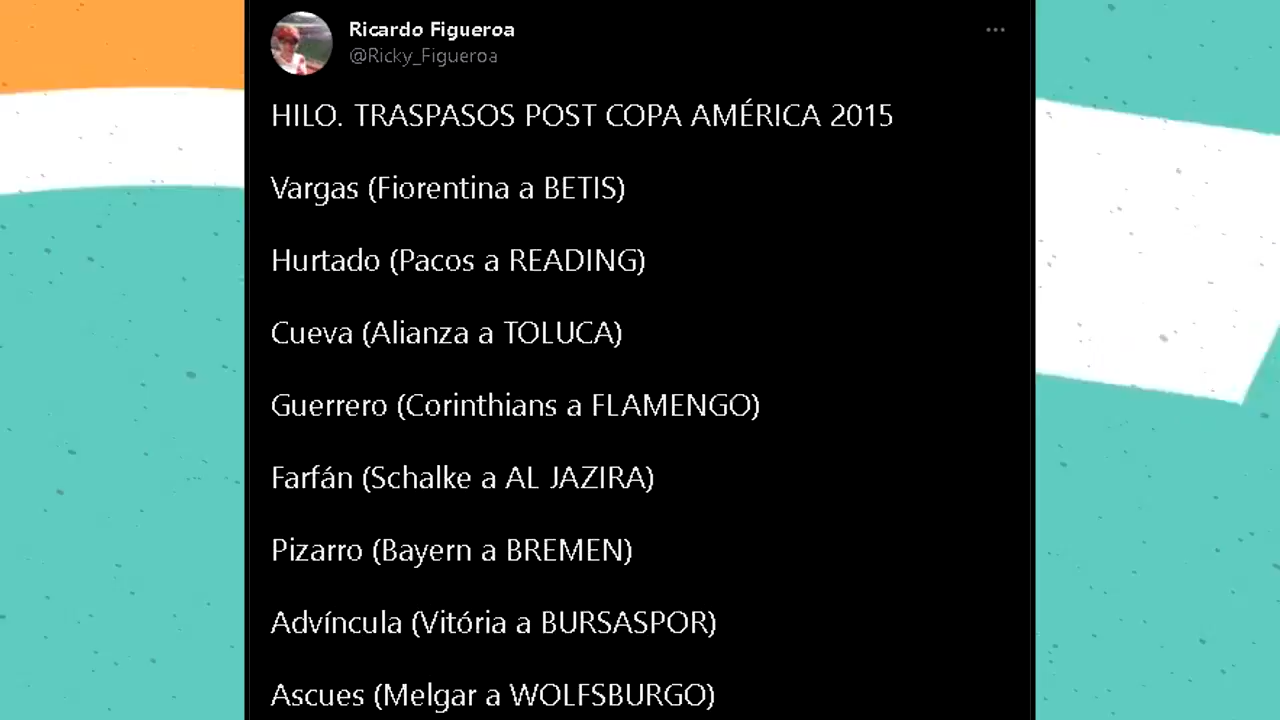 Ricardo Figueroa
@Ricky_Figueroa
HILO. TRASPASOS POST COPA AMÉRICA 2015
Vargas (Fiorentina a BETIS)
Hurtado (Pacos a READING)
Cueva (Alianza a TOLUCA)
Guerrero (Corinthians a FLAMENGO)
Farfán (Schalke a AL JAZIRA)
Pizarro (Bayern a BREMEN)
Advíncula (Vitória a BURSASPOR)
Ascues (Melgar a WOLFSBURGO)